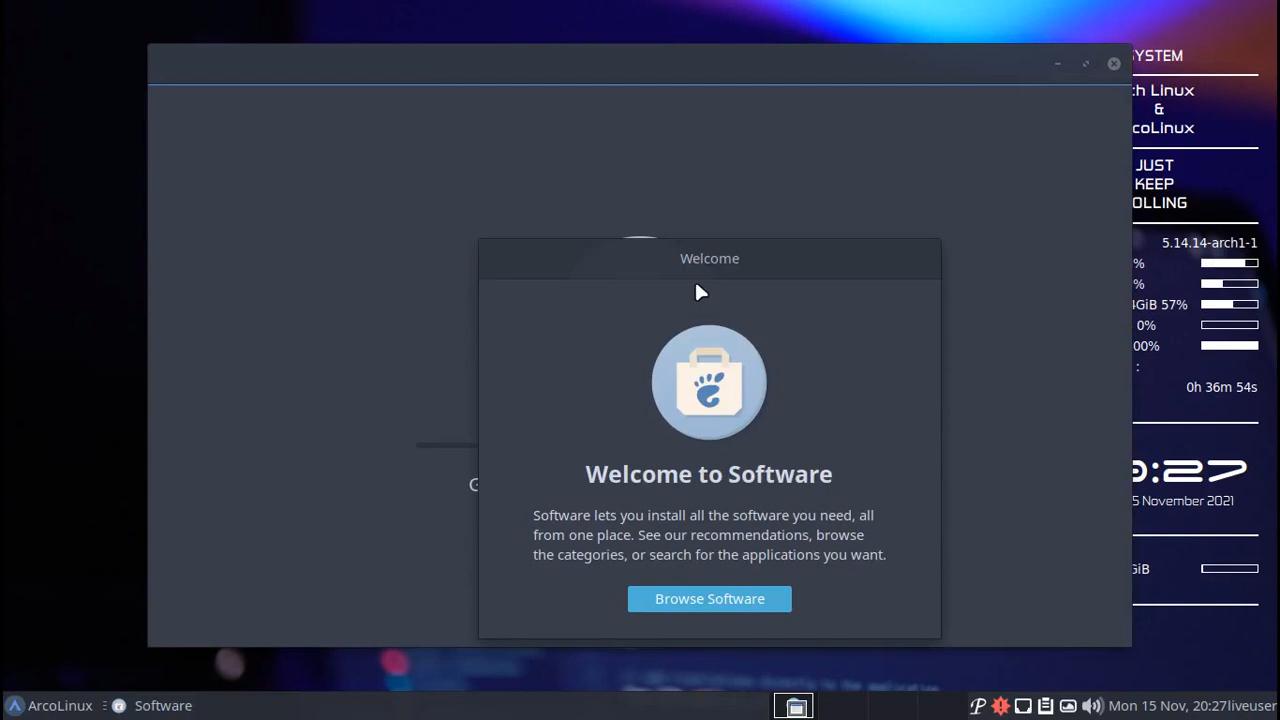 Welcome
Welcome to Software
Software lets you install all the software you need, all
from one place. See our recommendations, browse
the categories, or search for the applications you want.
Browse Software
G
YSTEM
ch Linux
&
coLinux
JUST
KEEP
OLLING
5.14.14-arch1-1
%
%
4GiB 57%
0%
00%
:
0h 36m 54s
:27
5 November 2021
GiB
ArcoLinux
Software
Mon 15 Nov, 20:27liveuser